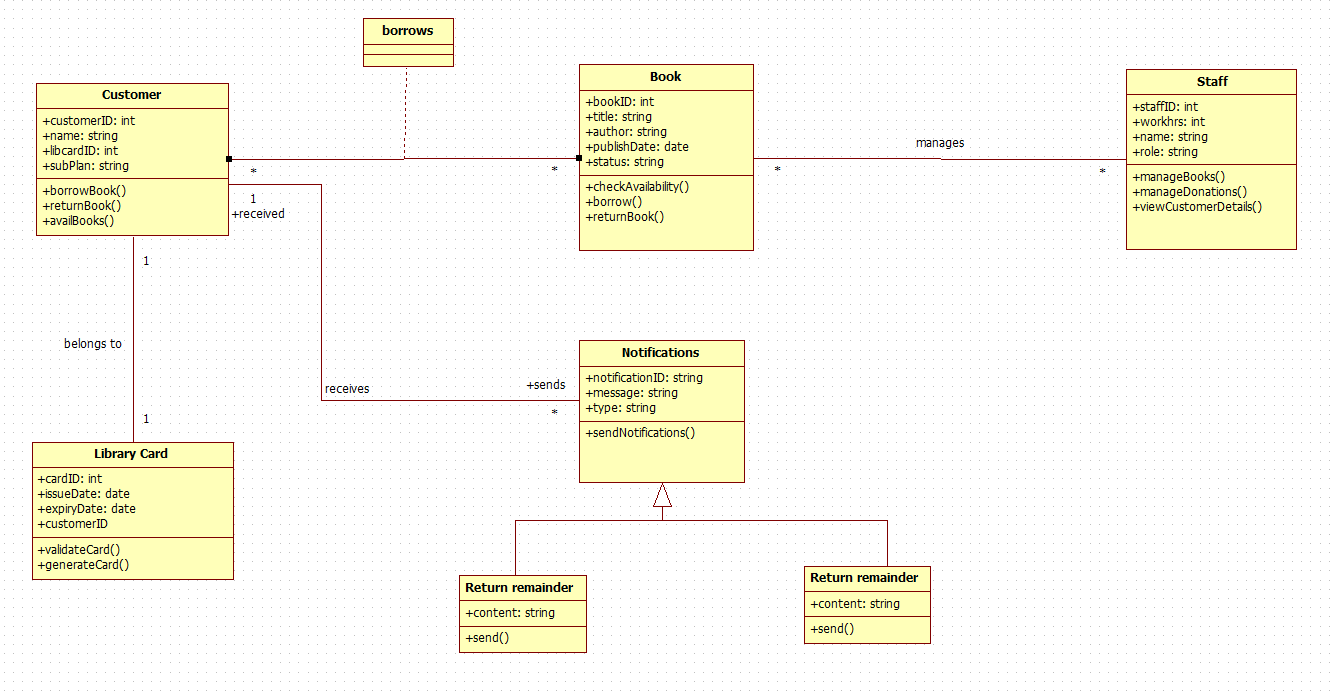 borrows
Customer
+customerID: int
+name: string
+libcardID: int
+subPlan: string
+borrowBook()
+returnBook()
+availBooks()
Book
+bookID: int
+title: string
+author: string
+publishDate: date
+status: string
+checkAvailability()
+borrow()
+returnBook()
Staff
+staffID: int
+workhrs: int
+name: string
+role: string
+manageBooks()
+manageDonations()
+viewCustomerDetails()
manages
*
*
*
*
1
+received
1
belongs to
1
receives
+sends
*
Notifications
+notificationID: string
+message: string
+type: string
+sendNotifications()
Library Card
+cardID: int
+issueDate: date
+expiryDate: date
+customerID
+validateCard()
+generateCard()
Return remainder
+content: string
+send()
Return remainder
+content: string
+send()